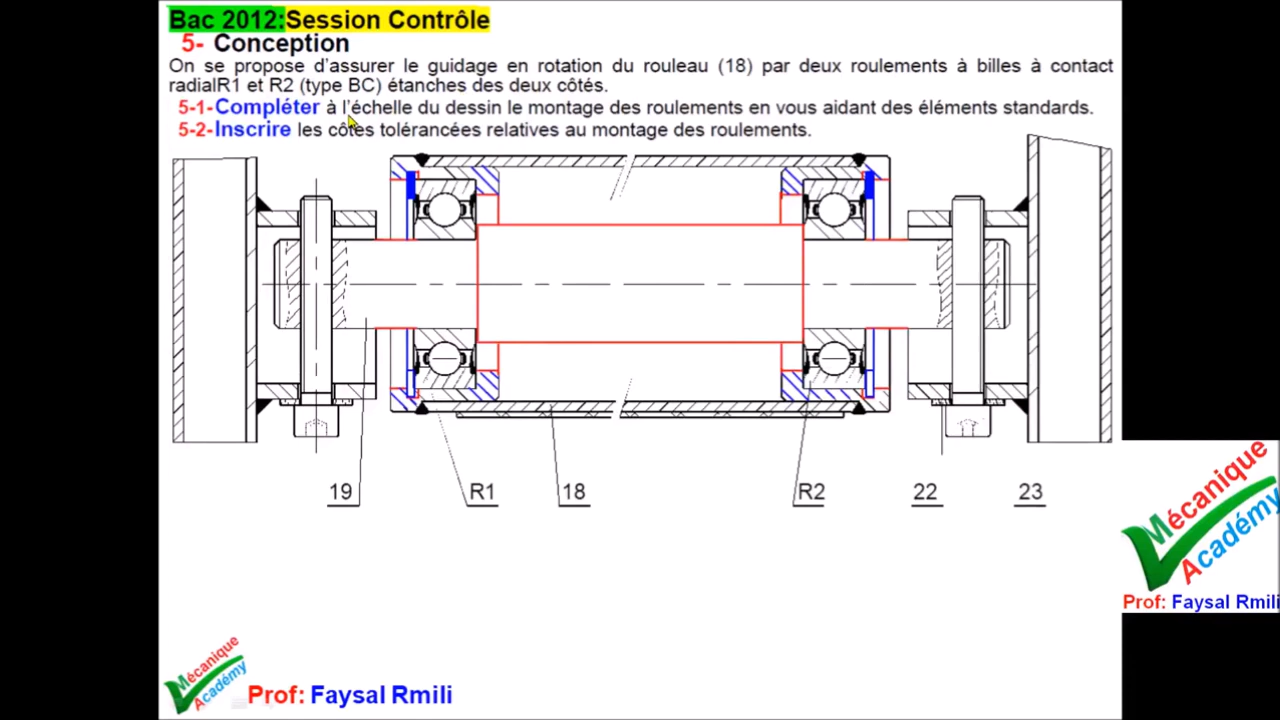 Bac 2012:Session Contrôle
5- Conception
On se propose d'assurer le guidage en rotation du rouleau (18) par deux roulements à billes à contact
radialR1 et R2 (type BC) étanches des deux côtés.
5-1-Compléter à l'échelle du dessin le montage des roulements en vous aidant des éléments standards.
5-2-Inscrire les côtes tolérancées relatives au montage des roulements.
19 R1 18 R2 22 23
Mécanique
Académy
Prof: Faysal Rmili
Mécanique
Académy
Prof: Faysal Rmili